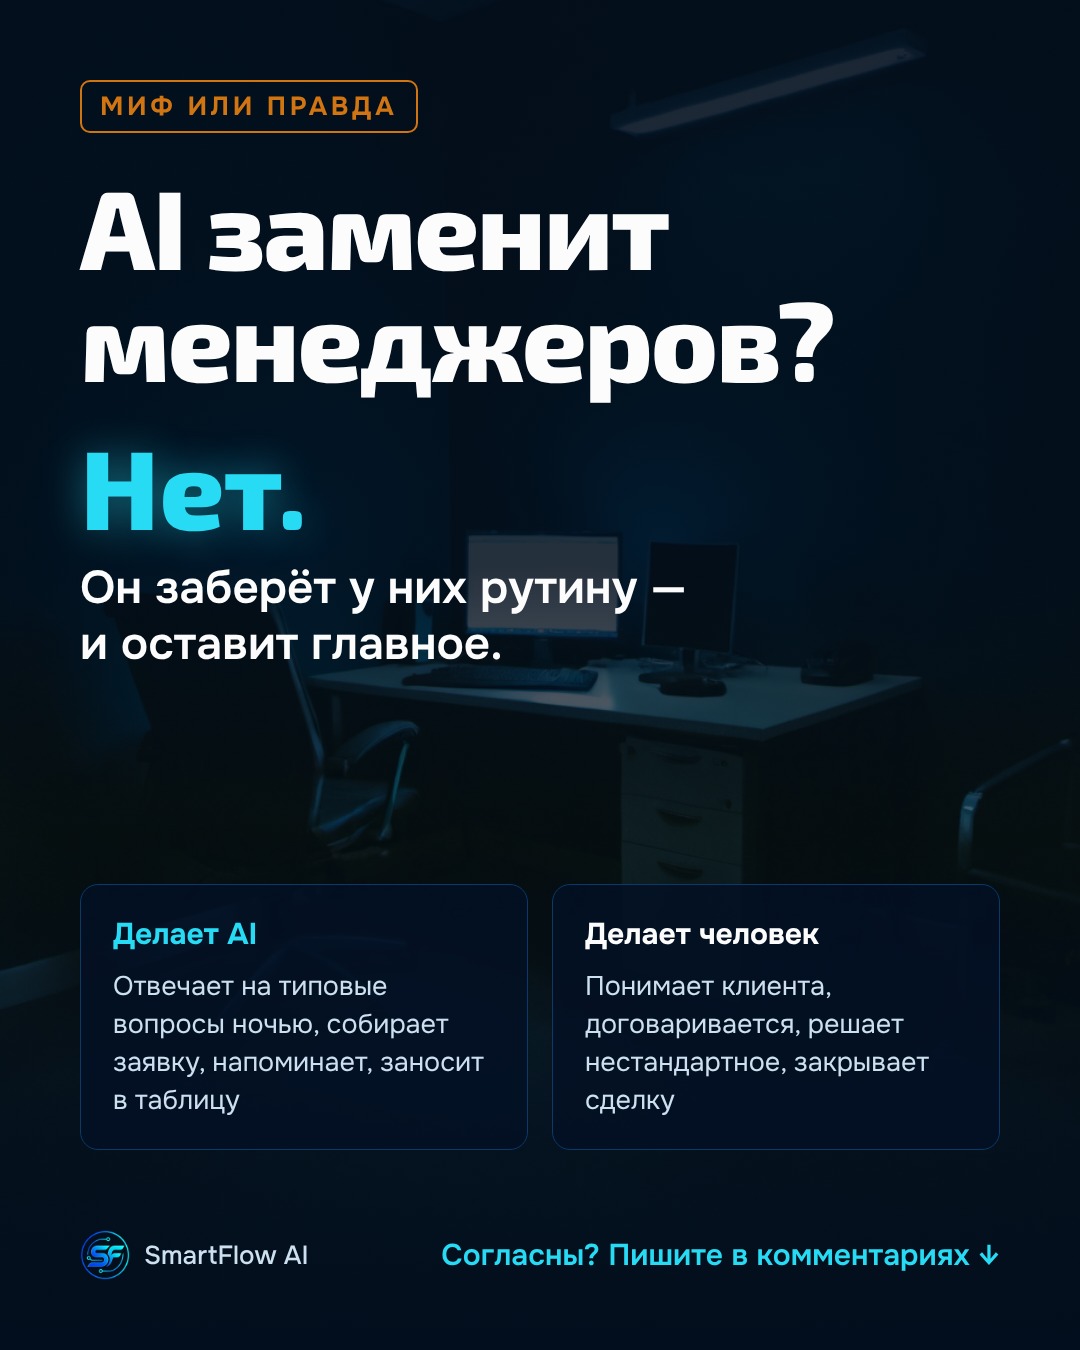 МИФ ИЛИ ПРАВДА
AI заменит
менеджеров?
Нет.
Он заберёт у них рутину —
и оставит главное.
Делает AI
Отвечает на типовые
вопросы ночью, собирает
заявку, напоминает, заносит
в таблицу
Делает человек
Понимает клиента,
договаривается, решает
нестандартное, закрывает
сделку
SF SmartFlow AI
Согласны? Пишите в комментариях ↓